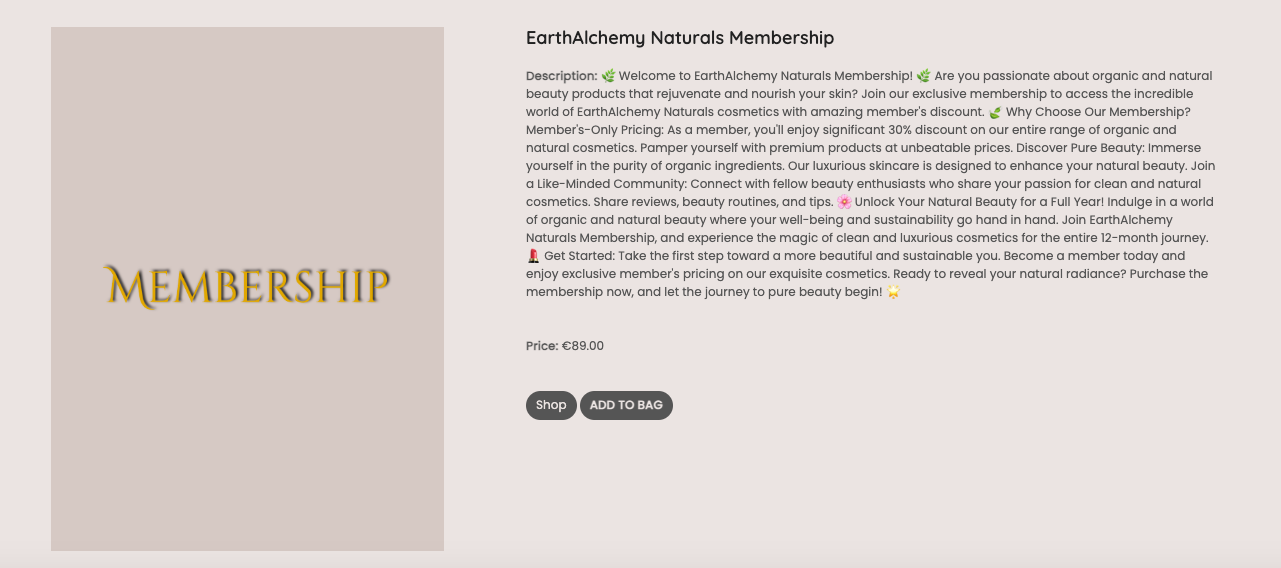 MEMBERSHIP
EarthAlchemy Naturals Membership
Description: 🌿 Welcome to EarthAlchemy Naturals Membership! 🌿 Are you passionate about organic and natural
beauty products that rejuvenate and nourish your skin? Join our exclusive membership to access the incredible
world of EarthAlchemy Naturals cosmetics with amazing member's discount. 🍃 Why Choose Our Membership?
Member's-Only Pricing: As a member, you'll enjoy significant 30% discount on our entire range of organic and
natural cosmetics. Pamper yourself with premium products at unbeatable prices. Discover Pure Beauty: Immerse
yourself in the purity of organic ingredients. Our luxurious skincare is designed to enhance your natural beauty. Join
a Like-Minded Community: Connect with fellow beauty enthusiasts who share your passion for clean and natural
cosmetics. Share reviews, beauty routines, and tips. 🌸 Unlock Your Natural Beauty for a Full Year! Indulge in a world
of organic and natural beauty where your well-being and sustainability go hand in hand. Join EarthAlchemy
Naturals Membership, and experience the magic of clean and luxurious cosmetics for the entire 12-month journey.
💄 Get Started: Take the first step toward a more beautiful and sustainable you. Become a member today and
enjoy exclusive member's pricing on our exquisite cosmetics. Ready to reveal your natural radiance? Purchase the
membership now, and let the journey to pure beauty begin! 🌟
Price: €89.00
Shop ADD TO BAG